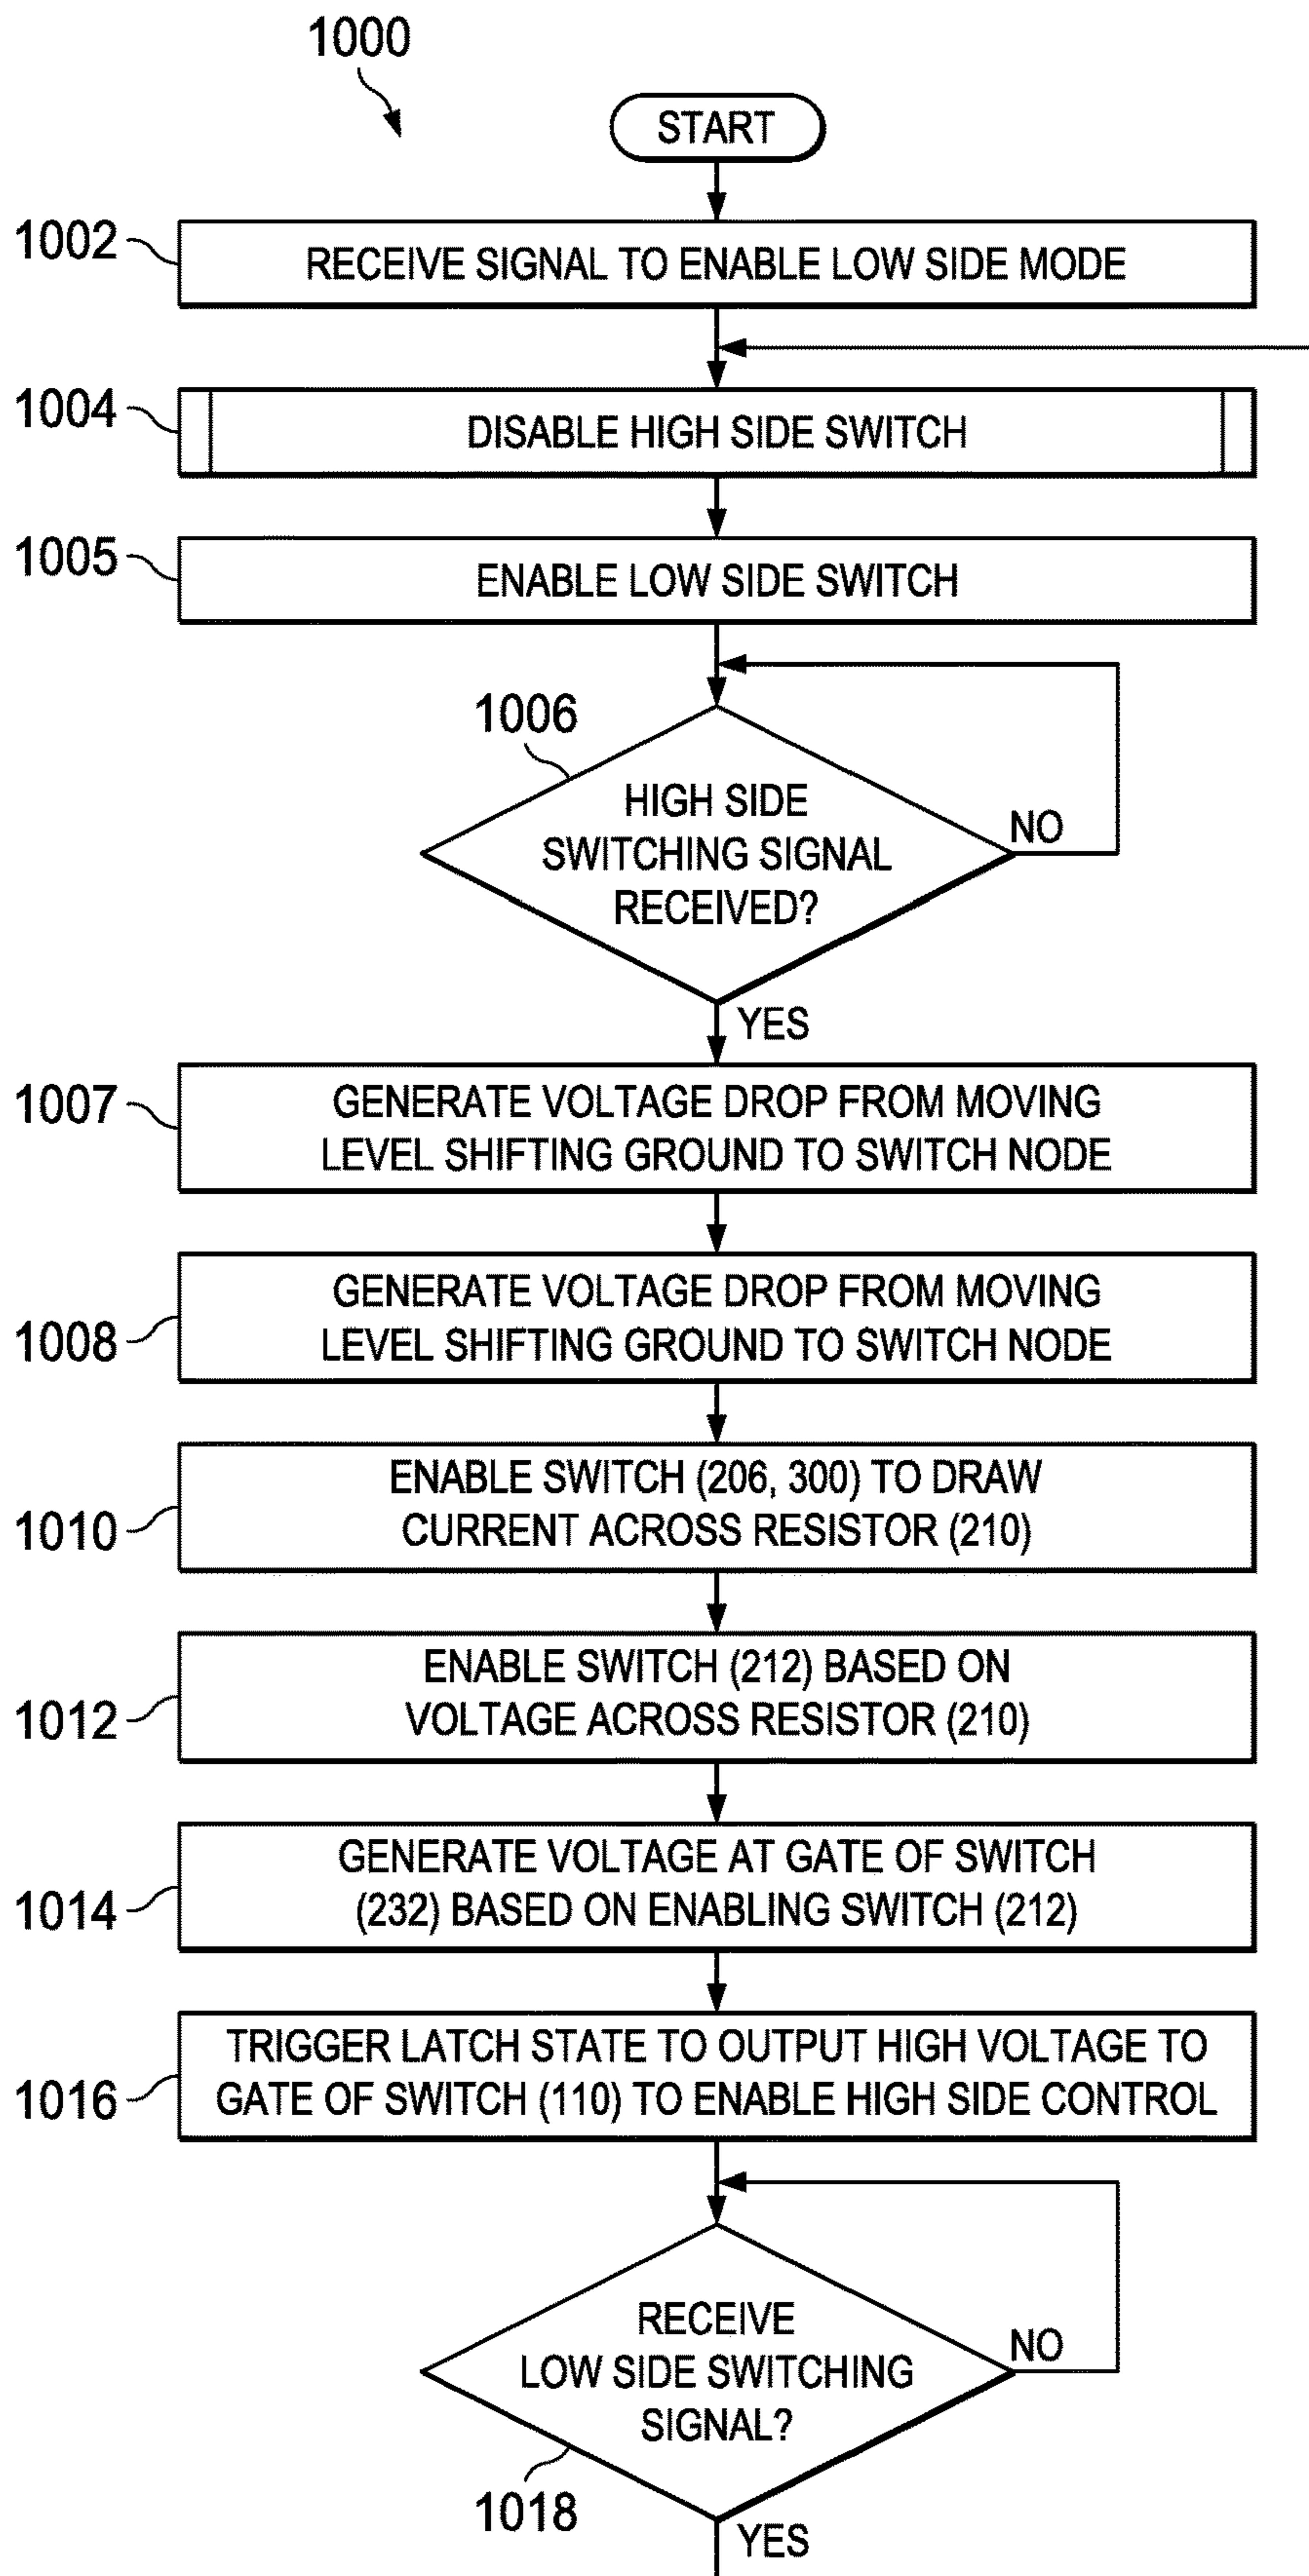 1000
START
1002
RECEIVE SIGNAL TO ENABLE LOW SIDE MODE
1004
DISABLE HIGH SIDE SWITCH
1005
ENABLE LOW SIDE SWITCH
1006
HIGH SIDE
SWITCHING SIGNAL
RECEIVED?
NO
YES
1007
GENERATE VOLTAGE DROP FROM MOVING
LEVEL SHIFTING GROUND TO SWITCH NODE
1008
GENERATE VOLTAGE DROP FROM MOVING
LEVEL SHIFTING GROUND TO SWITCH NODE
1010
ENABLE SWITCH (206, 300) TO DRAW
CURRENT ACROSS RESISTOR (210)
1012
ENABLE SWITCH (212) BASED ON
VOLTAGE ACROSS RESISTOR (210)
1014
GENERATE VOLTAGE AT GATE OF SWITCH
(232) BASED ON ENABLING SWITCH (212)
1016
TRIGGER LATCH STATE TO OUTPUT HIGH VOLTAGE TO
GATE OF SWITCH (110) TO ENABLE HIGH SIDE CONTROL
RECEIVE
LOW SIDE SWITCHING
SIGNAL?
NO
1018
YES